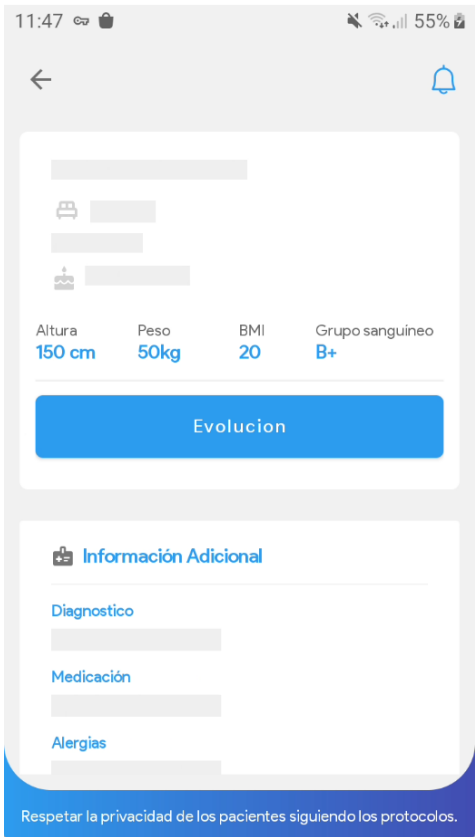 11:47 55%
Altura Peso BMI Grupo sanguíneo
150 cm 50kg 20 B+
Evolucion
Información Adicional
Diagnostico
Medicación
Alergias
Respetar la privacidad de los pacientes siguiendo los protocolos.